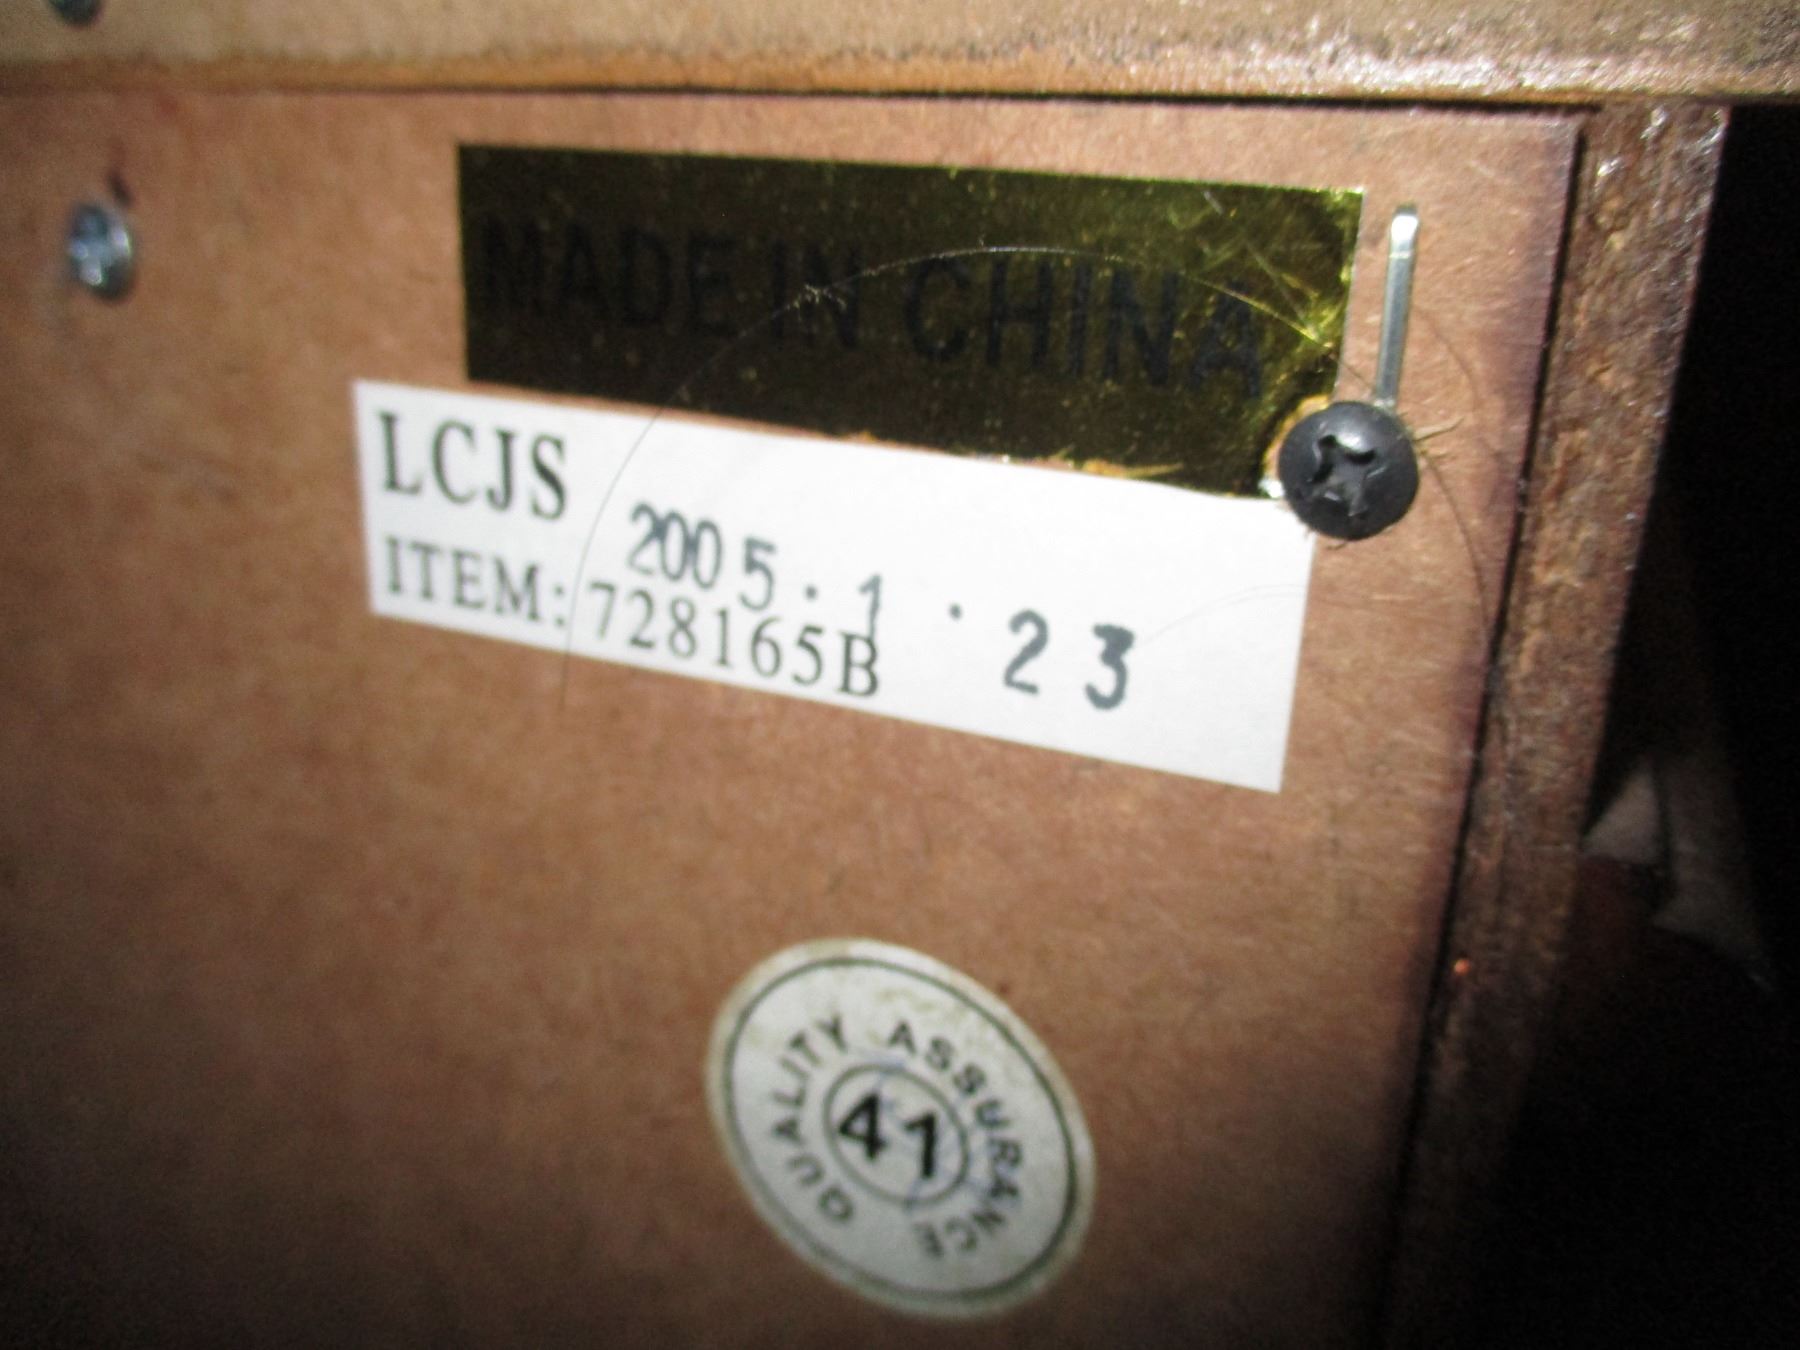 MADE IN CHINA
LCJS
2005.1.23
ITEM: 728165B
QUALITY ASSURANCE
41